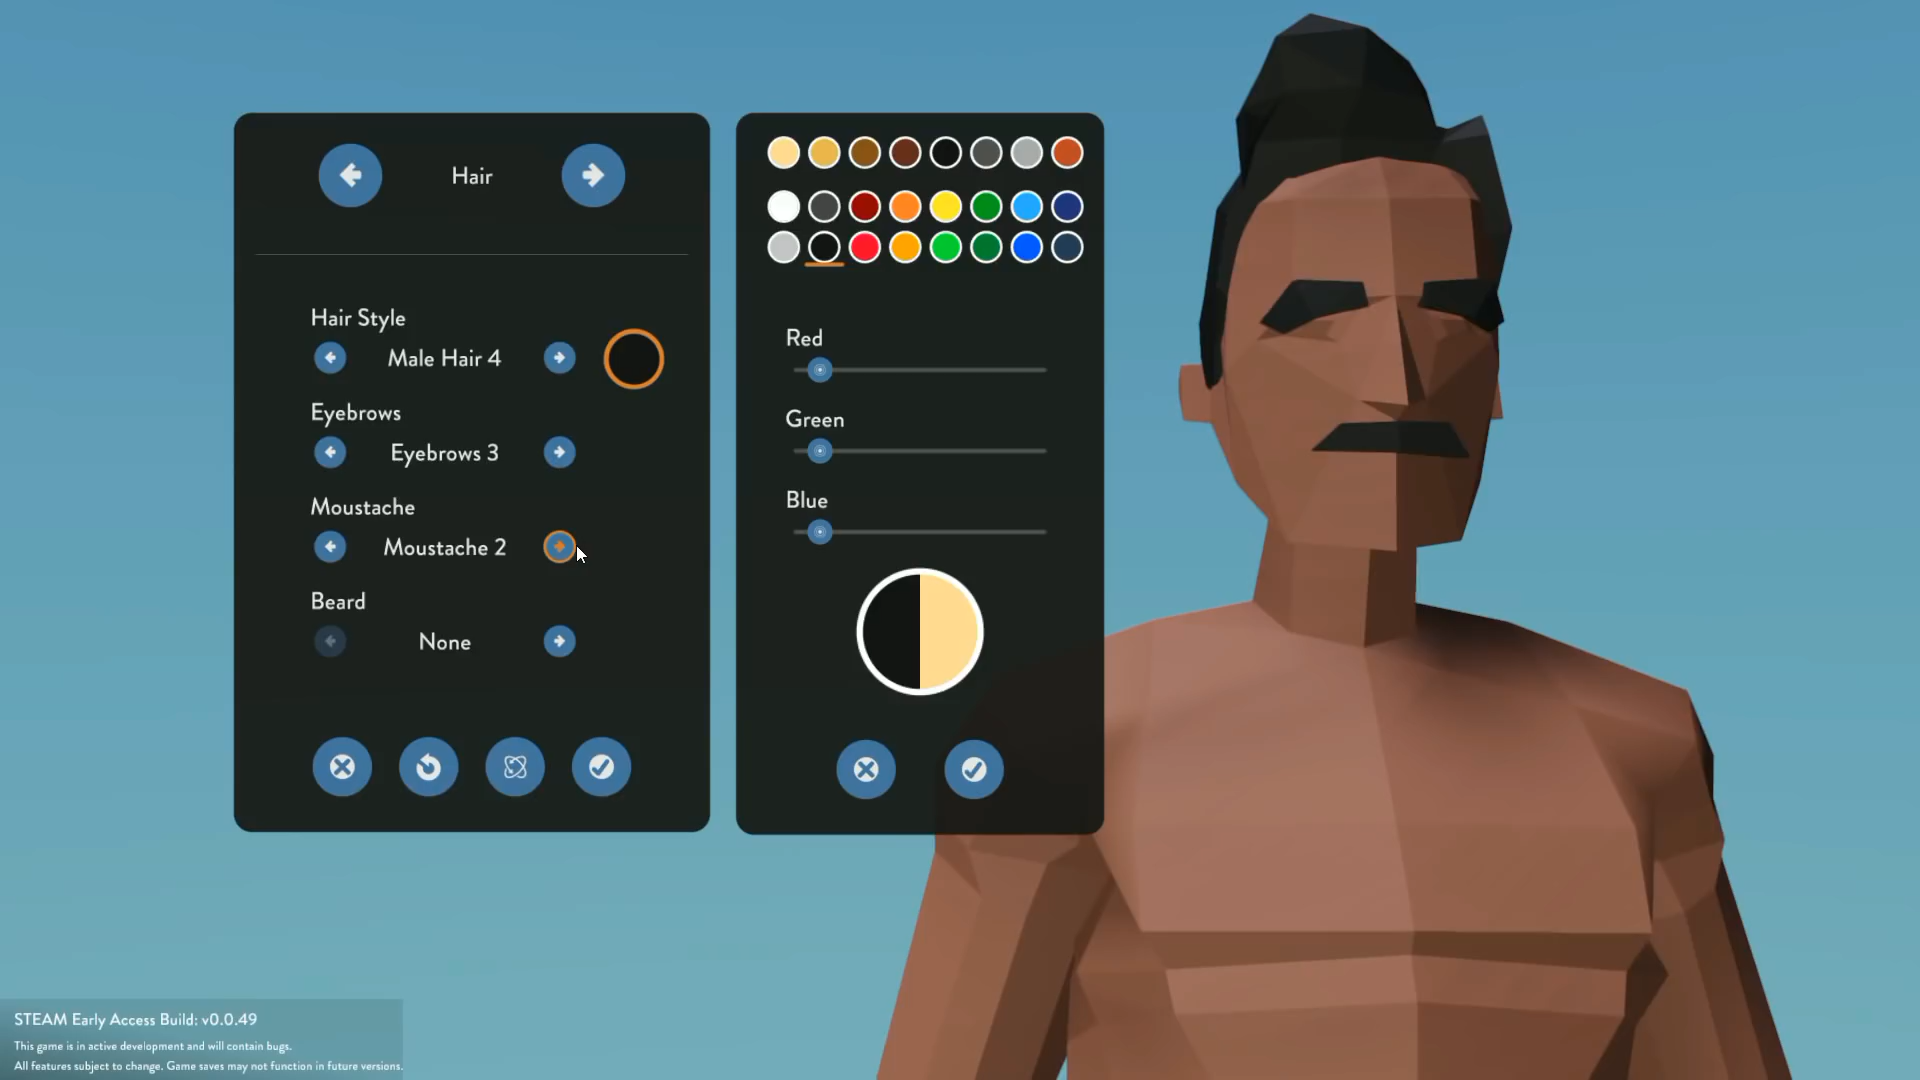 Hair
Hair Style
Male Hair 4
Eyebrows
Eyebrows 3
Moustache
Moustache 2
Beard
None
Red
Green
Blue
STEAM Early Access Build: v0.0.49
This game is in active development and will contain bugs.
All features subject to change. Game saves may not function in future versions.